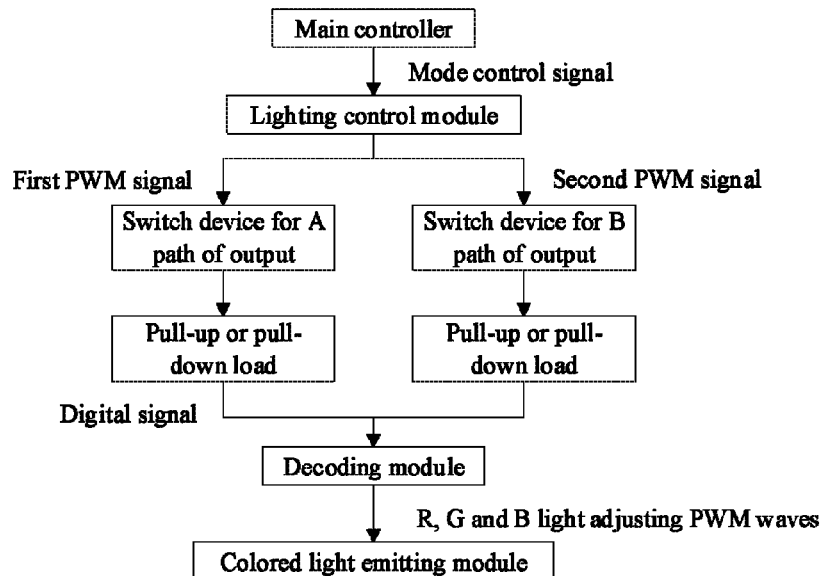 Main controller
Mode control signal
Lighting control module
First PWM signal
Second PWM signal
Switch device for A
path of output
Switch device for B
path of output
Pull-up or pull-
down load
Pull-up or pull-
down load
Digital signal
Decoding module
R, G and B light adjusting PWM waves
Colored light emitting module